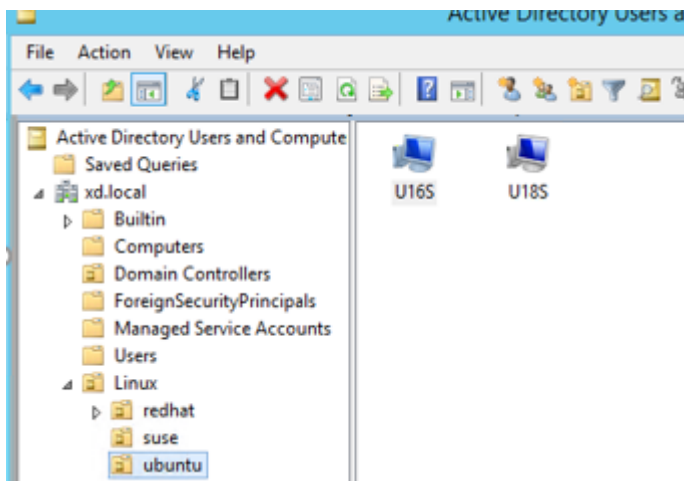 Active Directory Users a
File Action View Help
Active Directory Users and Compute
Saved Queries
xd.local
Builtin
Computers
Domain Controllers
ForeignSecurityPrincipals
Managed Service Accounts
Users
Linux
redhat
suse
ubuntu
U16S U18S